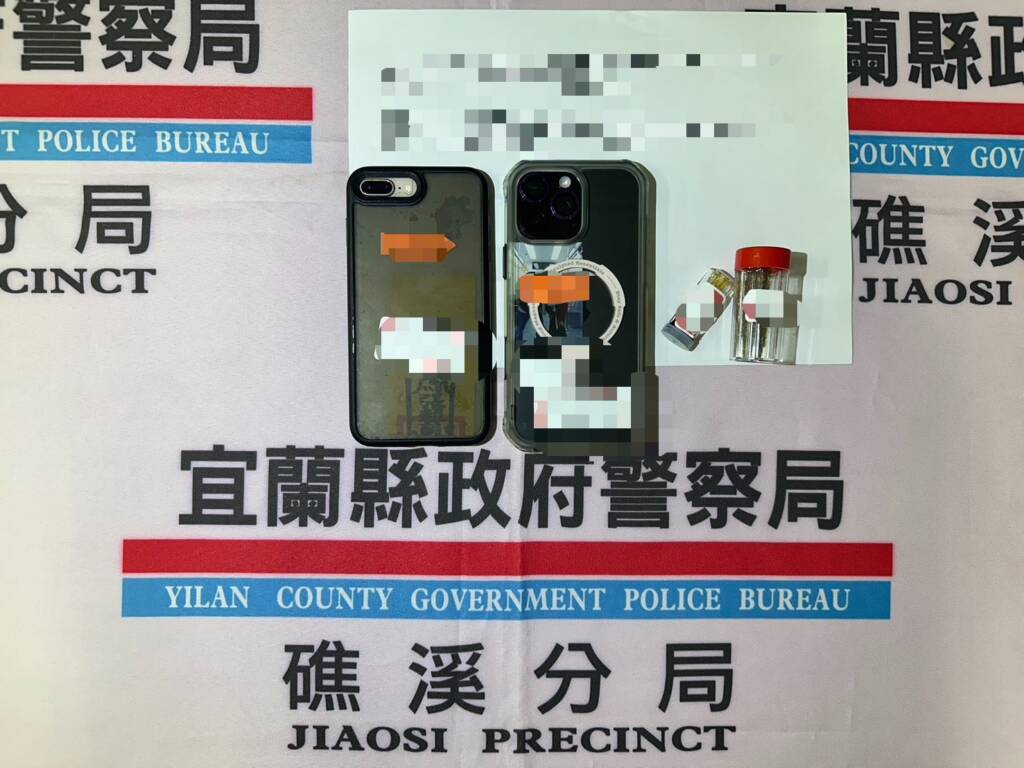 警察局
T POLICE BUREAU
分局
CINCT
蘭縣政
COUNTY GOV
礁溪
JIAOSI
宜蘭縣政府警察局
YILAN COUNTY GOVERNMENT POLICE BUREAU
礁溪分局
JIAOSI PRECINCT